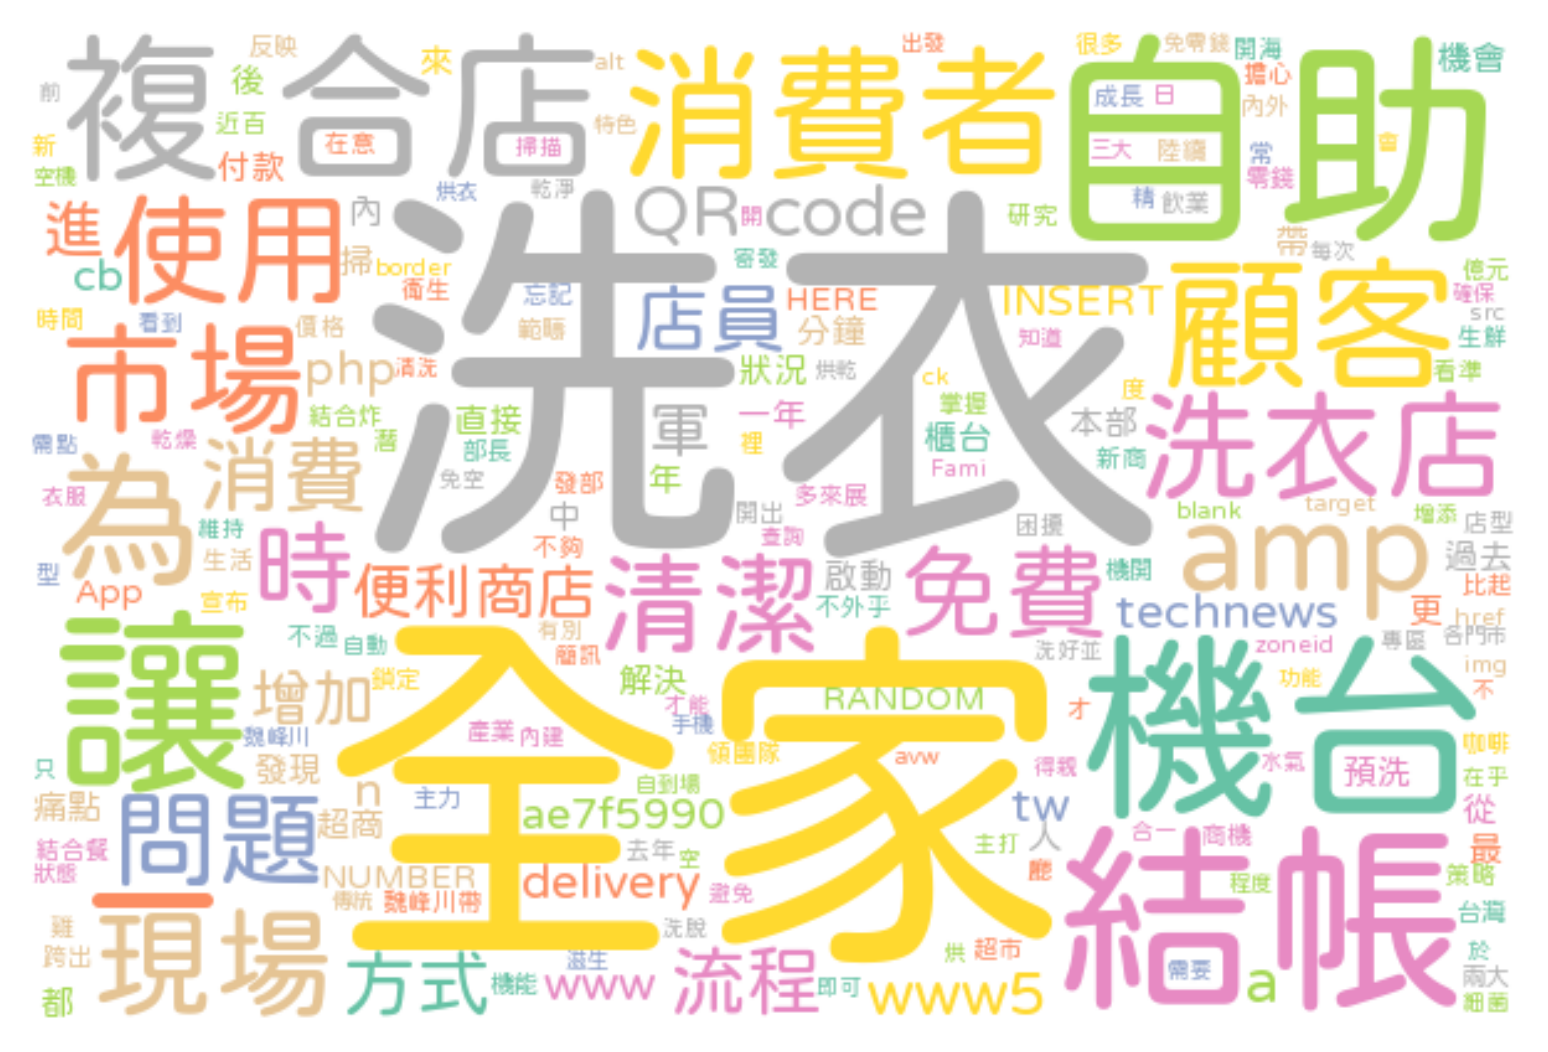 複合店
消費者
自助
反映
出發
很多
免零錢
開海
機會
來
alt
擔心
後
前
成長
日
內外
近百
特色
在意
掃描
新
付款
三大
陸續
常
會
空機
烘衣
乾淨
零錢
精
飲業
使用
進
內
QR code
開
研究
帶
每次
洗衣
掃
border
寄發
cb
衛生
忘記
店員
HERE
INSERT
顧客
億元
確保
src
時間
看到
價格
範疇
分鐘
知道
生鮮
市場
php
清洗
狀況
烘乾
ck
看準
度
結合炸
直接
軍
一年
掌握
本部
洗衣店
需點
乾燥
消費
部長
裡
櫃台
新商
為
免空
Fami
衣服
發部
年
多來展
blank
target
增添
店型
維持
中
開出
困擾
amp
時
不夠
查詢
生活
過去
型
App
便利商店
清潔
啟動
免費
機開
比起
宣布
不外乎
technews
更
href
讓
不過
自動
有別
簡訊
洗好並
zoneid
專區
各門市
img
全家
增加
鎖定
解決
RANDOM
機台
功能
不
才能
手機
才
魏峰川
產業
內建
領團隊
avw
得親
水氣
預洗
咖啡
只
發現
自到場
在乎
痛點
n
主力
ae7f5990
tw
從
問題
超商
人
結合餐
去年
空
主打
合一
商機
最
狀態
NUMBER
delivery
廳
結帳
程度
策略
一
傳統
魏峰川帶
避免
台灣
現場
雞
洗脫
跨出
方式
滋生
流程
烘
超市
需要
於
機能
www
即可
www5
a
兩大
都
細菌